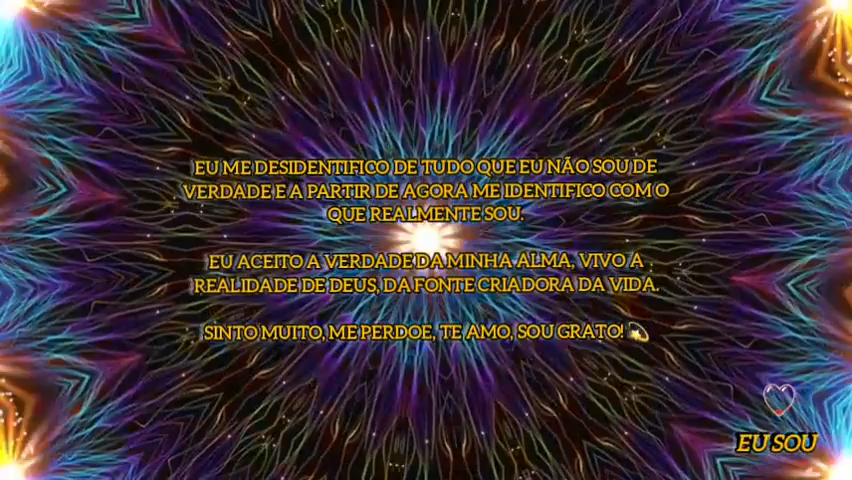 EU ME DESIDENTIFICO DE TUDO QUE EU NÃO SOU DE
VERDADE E A PARTIR DE AGORA ME IDENTIFICO COM O
QUE REALMENTE SOU.
EU ACEITO A VERDADE DA MINHA ALMA, VIVO A
REALIDADE DE DEUS, DA FONTE CRIADORA DA VIDA.
SINTO MUITO, ME PERDOE, TE AMO, SOU GRATO! 💫
EU SOU